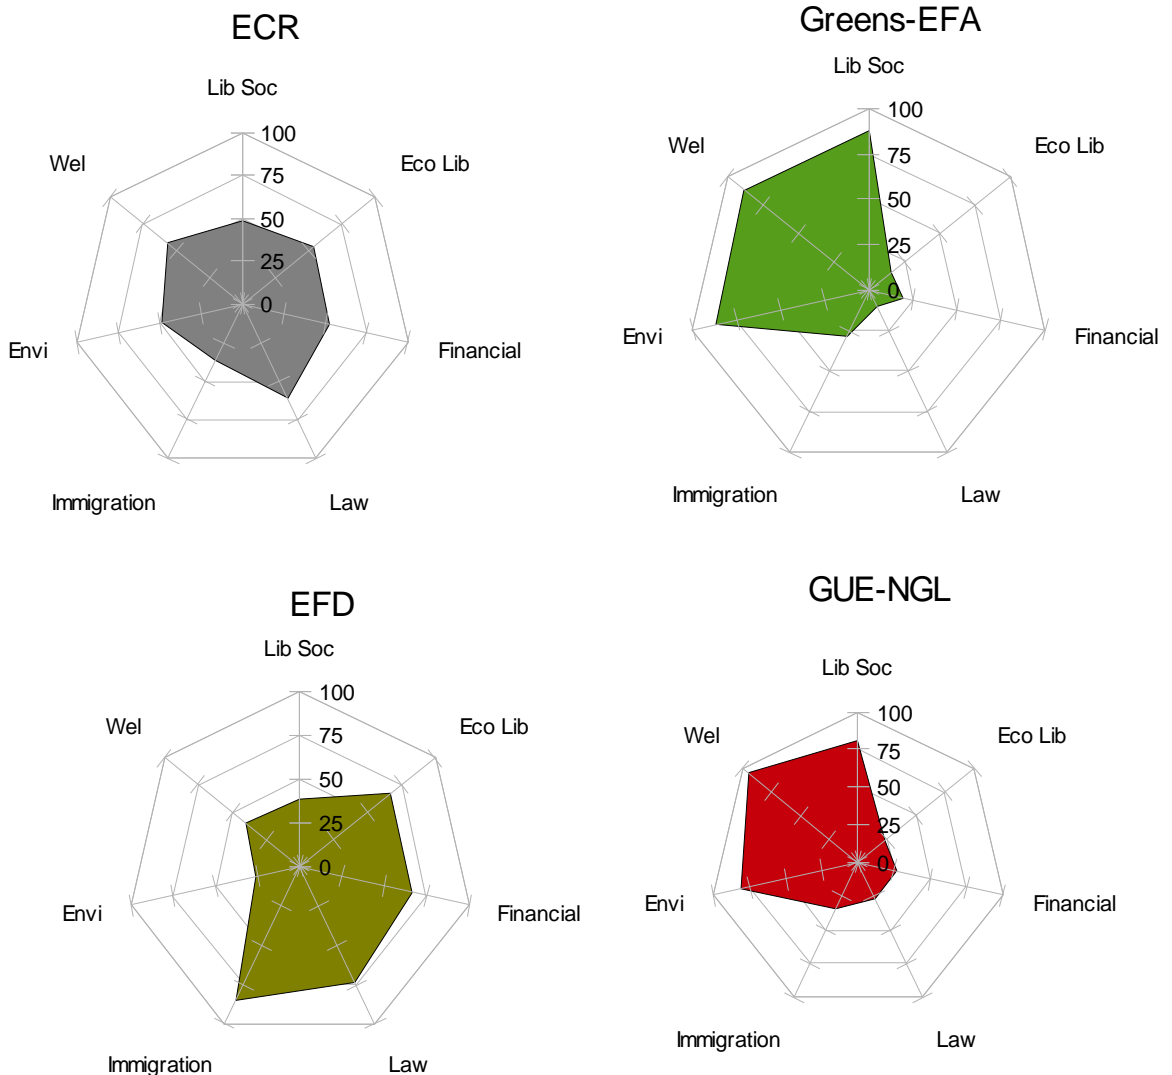 ECR
Lib Soc
100
75
50
25
0
Eco Lib
Financial
Law
Immigration
Envi
Wel
Greens-EFA
Lib Soc
100
75
50
25
0
Eco Lib
Financial
Law
Immigration
Envi
Wel
EFD
Lib Soc
100
75
50
25
0
Eco Lib
Financial
Law
Immigration
Envi
Wel
GUE-NGL
Lib Soc
100
75
50
25
0
Eco Lib
Financial
Law
Immigration
Envi
Wel